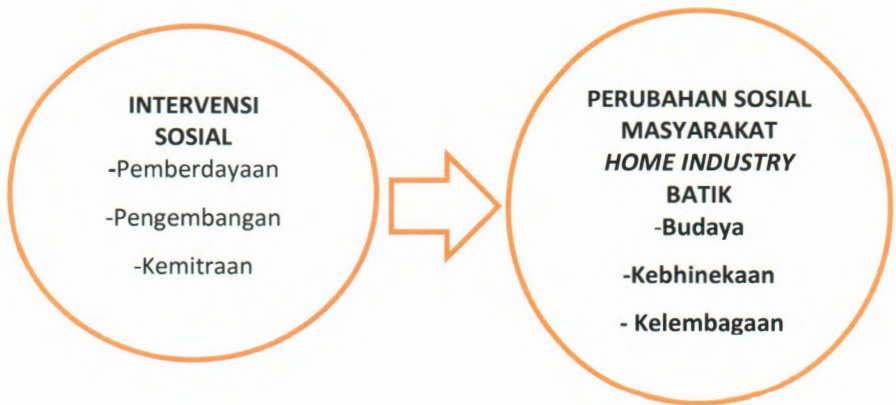 INTERVENSI
SOSIAL
-Pemberdayaan
-Pengembangan
-Kemitraan
PERUBAHAN SOSIAL
MASYARAKAT
HOME INDUSTRY
BATIK
-Budaya
-Kebhinekaan
- Kelembagaan